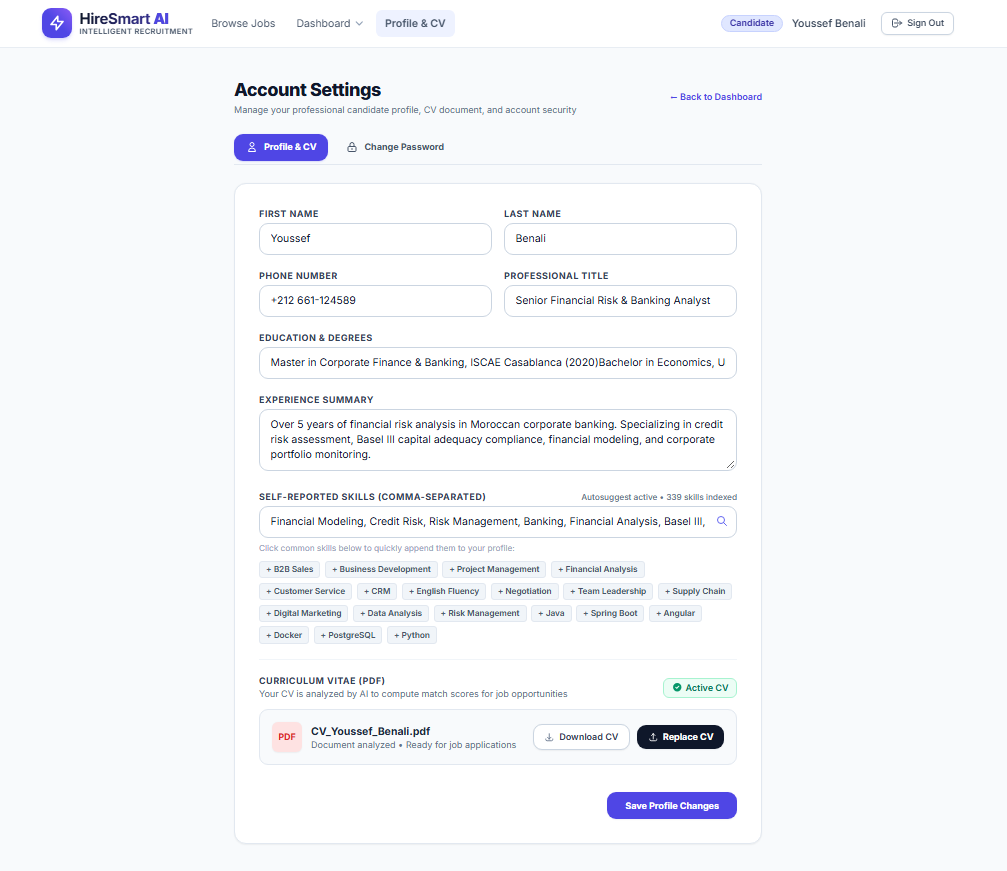 HireSmart AI
INTELLIGENT RECRUITMENT
Browse Jobs
Dashboard
Profile & CV
Candidate
Youssef Benali
Sign Out
Account Settings
Manage your professional candidate profile, CV document, and account security
← Back to Dashboard
Profile & CV
Change Password
FIRST NAME
LAST NAME
Youssef
Benali
PHONE NUMBER
PROFESSIONAL TITLE
+212 661-124589
Senior Financial Risk & Banking Analyst
EDUCATION & DEGREES
Master in Corporate Finance & Banking, ISCAE Casablanca (2020)Bachelor in Economics, U
EXPERIENCE SUMMARY
Over 5 years of financial risk analysis in Moroccan corporate banking. Specializing in credit
risk assessment, Basel III capital adequacy compliance, financial modeling, and corporate
portfolio monitoring.
SELF-REPORTED SKILLS (COMMA-SEPARATED)
Autosuggest active • 339 skills indexed
Financial Modeling, Credit Risk, Risk Management, Banking, Financial Analysis, Basel III,
Click common skills below to quickly append them to your profile:
+ B2B Sales + Business Development + Project Management + Financial Analysis
+ Customer Service + CRM + English Fluency + Negotiation + Team Leadership + Supply Chain
+ Digital Marketing + Data Analysis + Risk Management + Java + Spring Boot + Angular
+ Docker + PostgreSQL + Python
CURRICULUM VITAE (PDF)
Your CV is analyzed by AI to compute match scores for job opportunities
Active CV
PDF
CV_Youssef_Benali.pdf
Document analyzed • Ready for job applications
Download CV
Replace CV
Save Profile Changes